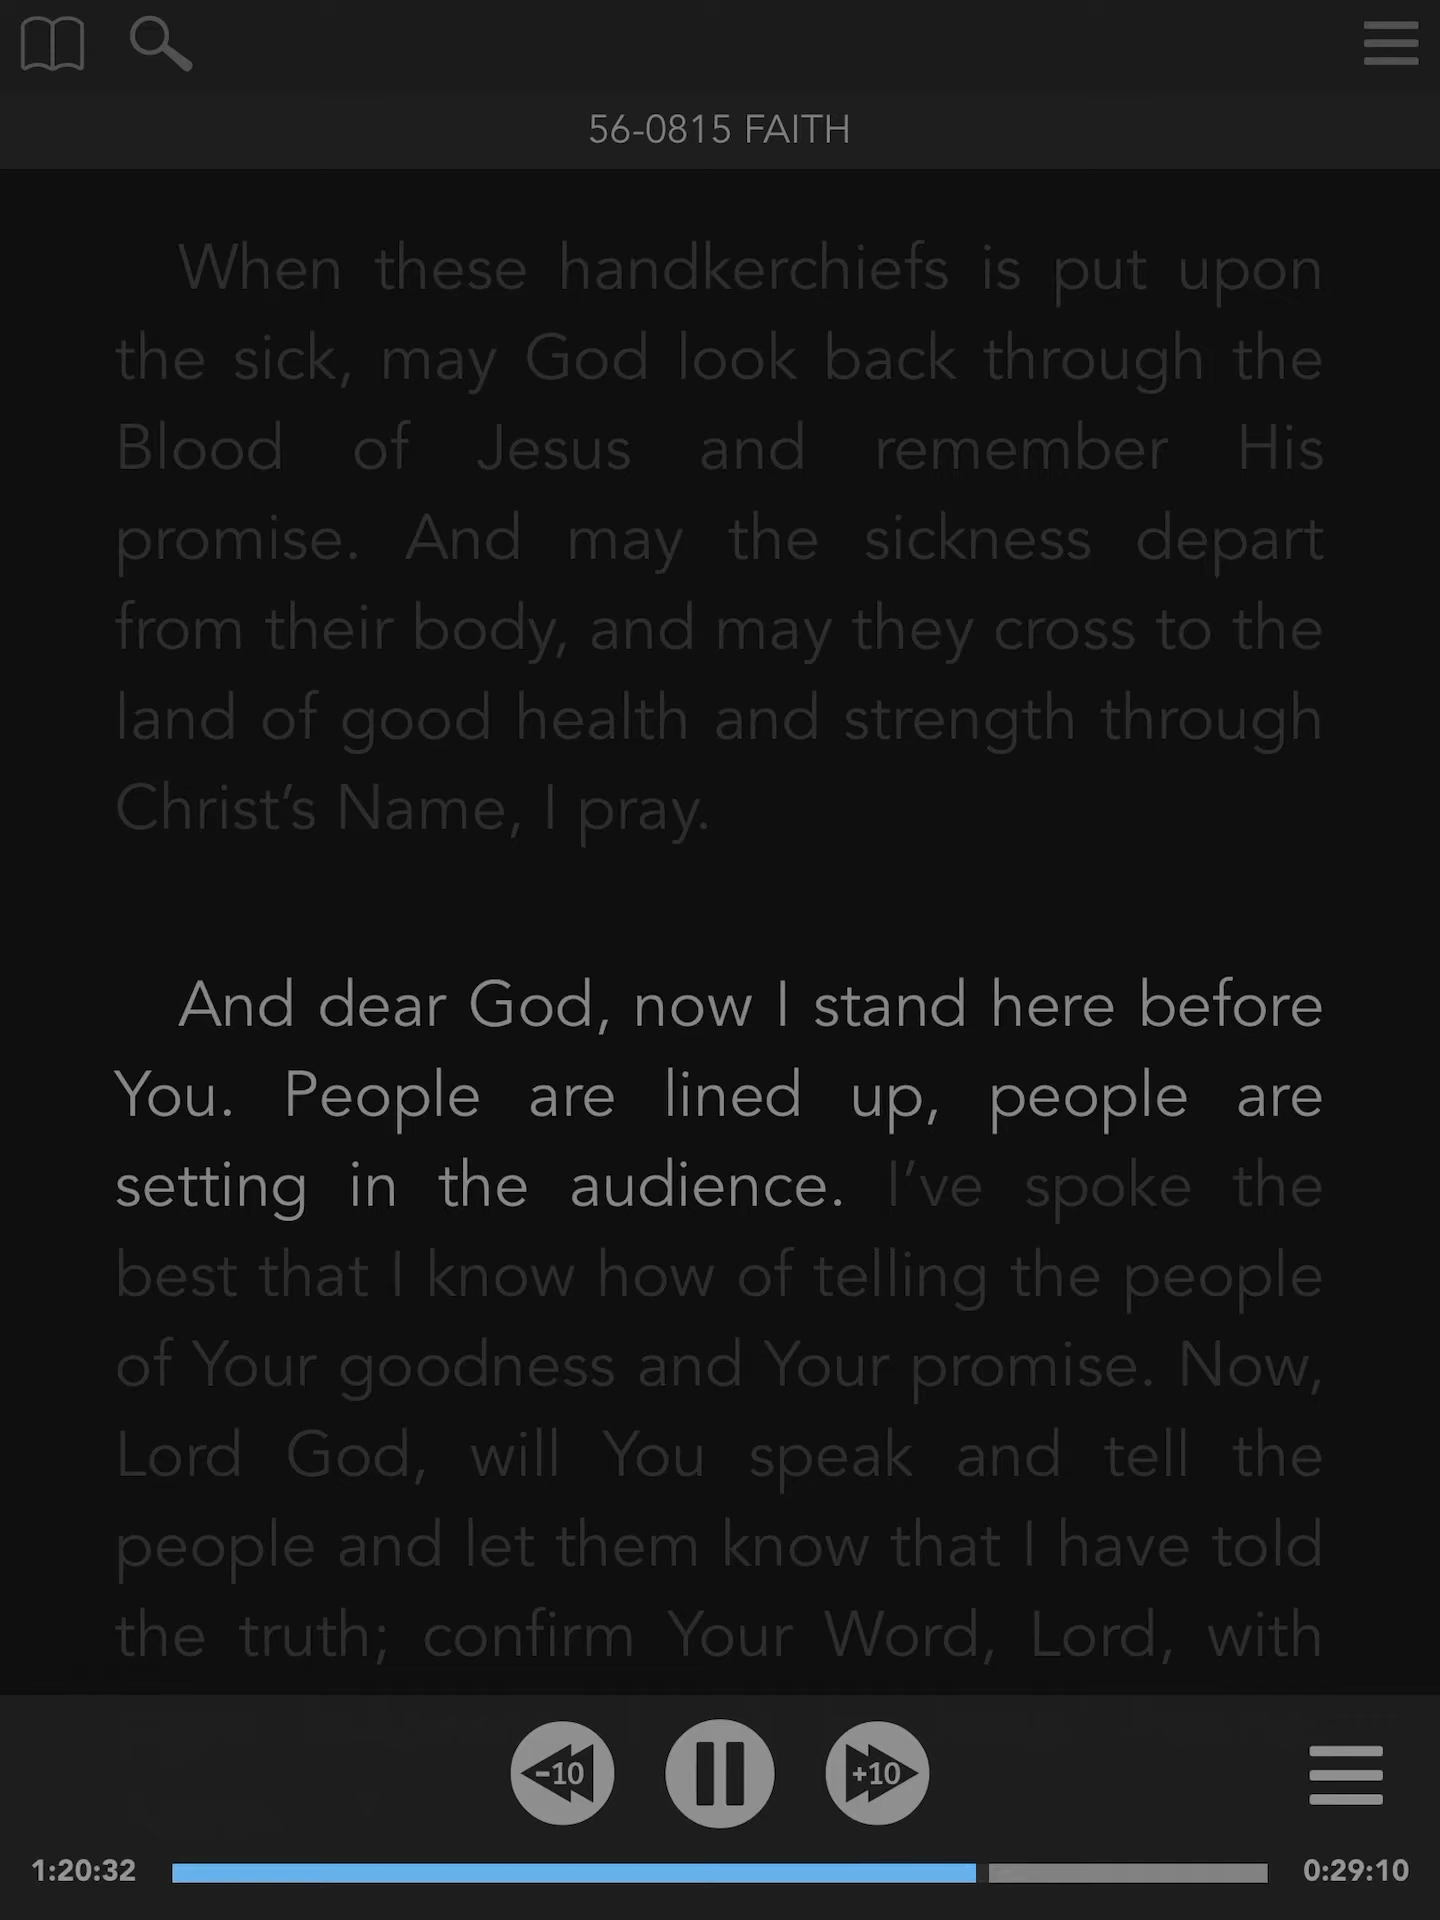 56-0815 FAITH
When these handkerchiefs is put upon
the sick, may God look back through the
Blood of Jesus and remember His
promise. And may the sickness depart
from their body, and may they cross to the
land of good health and strength through
Christ’s Name, I pray.
And dear God, now I stand here before
You. People are lined up, people are
setting in the audience. I’ve spoke the
best that I know how of telling the people
of Your goodness and Your promise. Now,
Lord God, will You speak and tell the
people and let them know that I have told
the truth; confirm Your Word, Lord, with
-10 +10
1:20:32 0:29:10